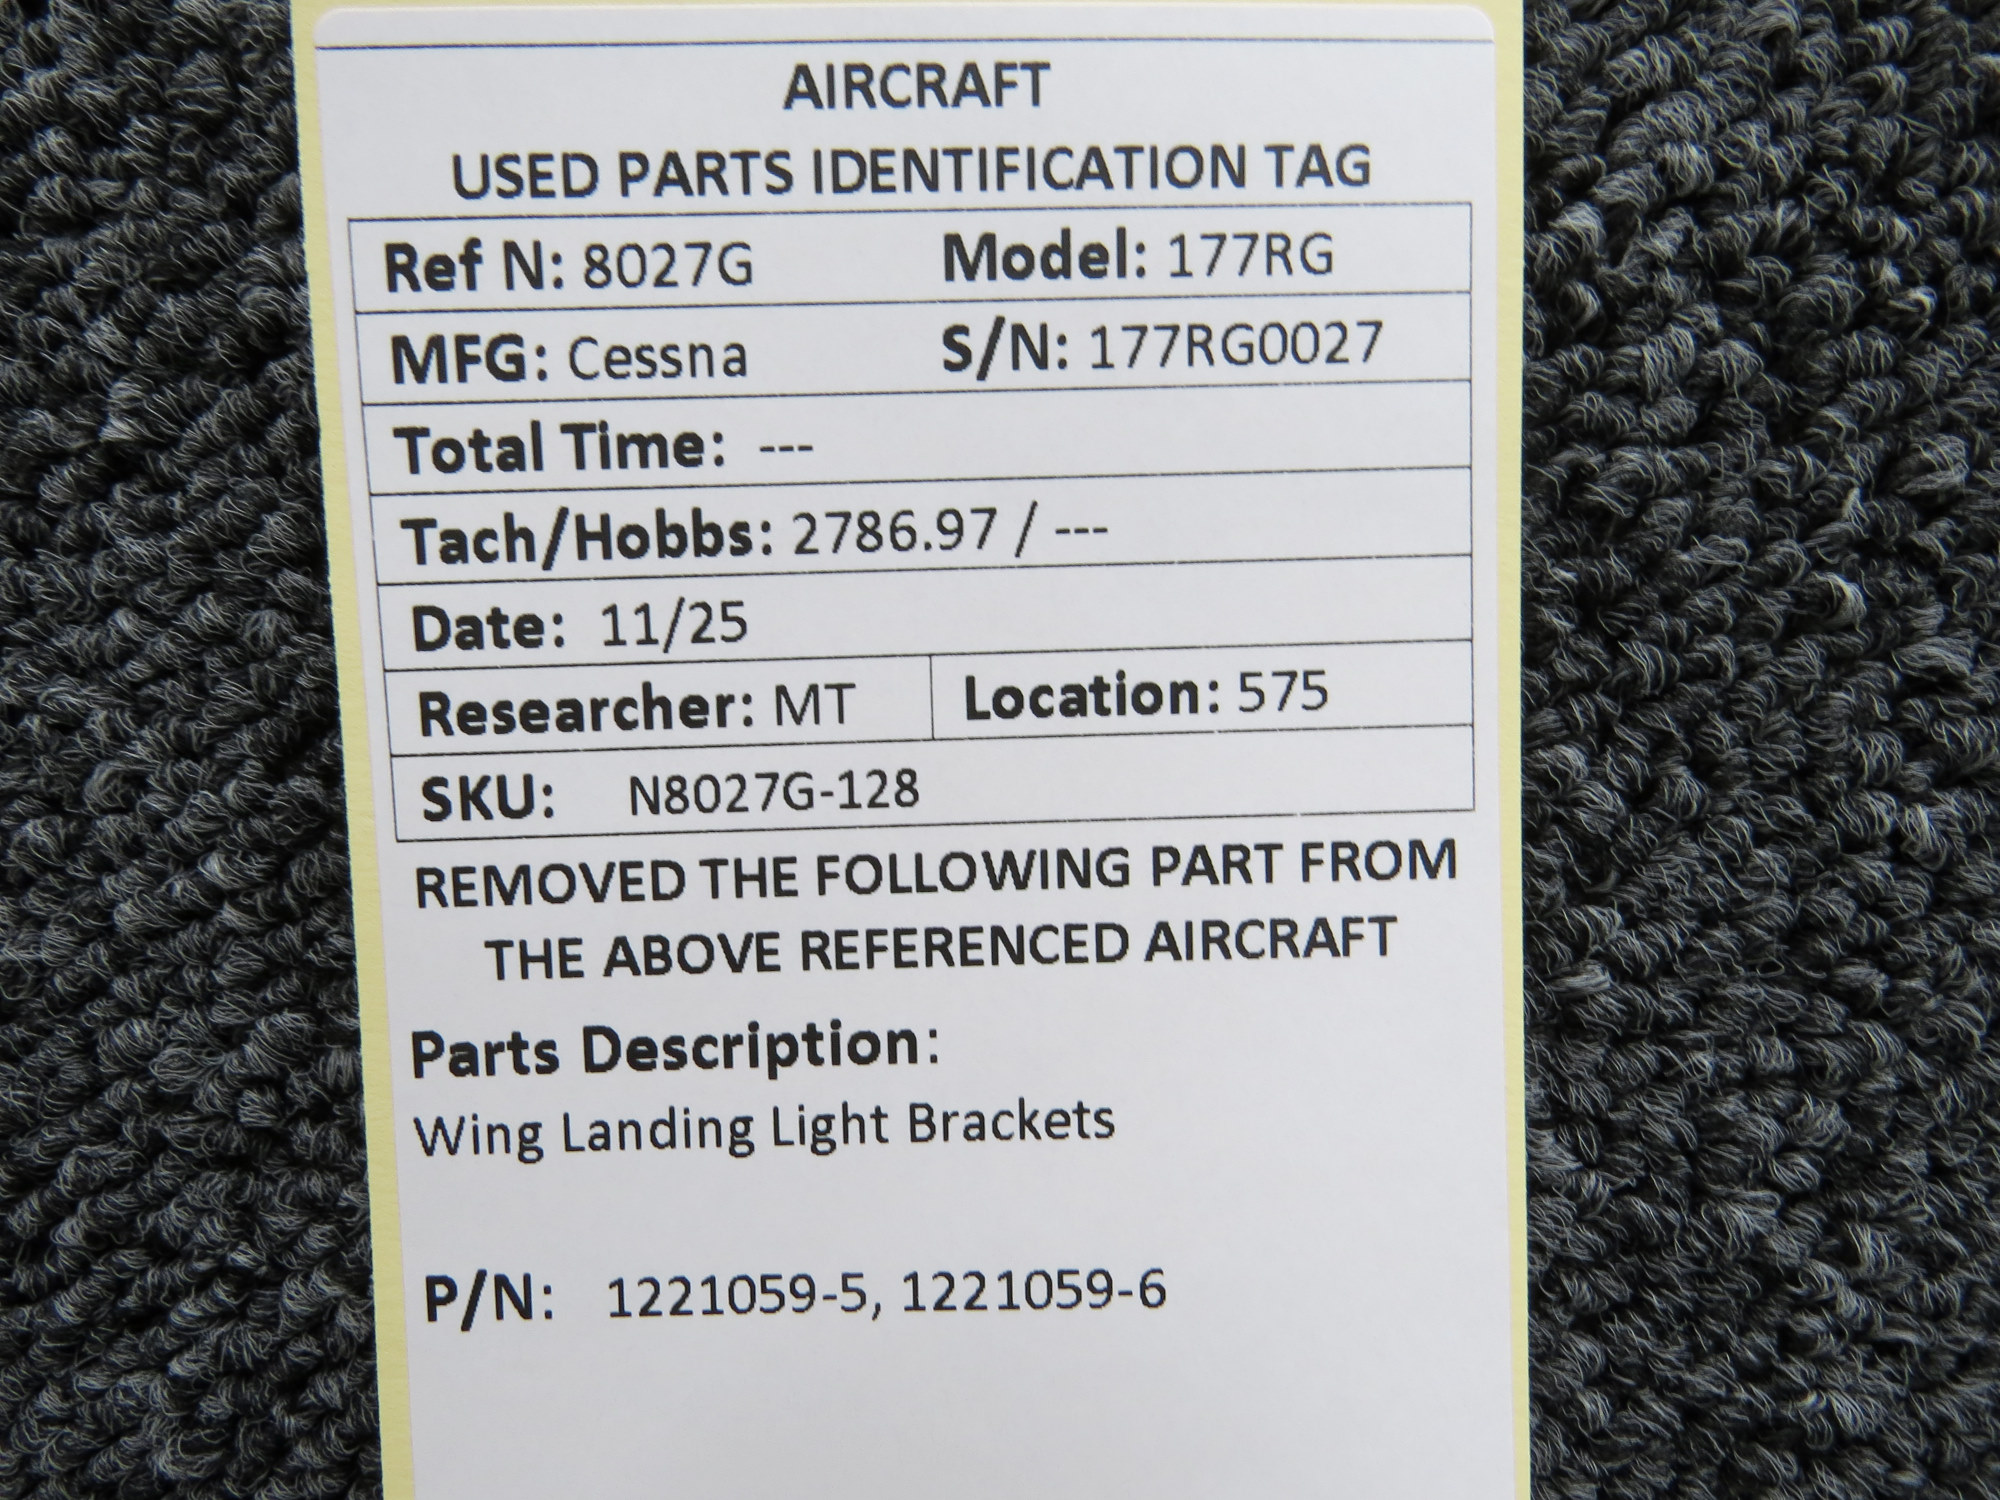 AIRCRAFT
USED PARTS IDENTIFICATION TAG
Ref N: 8027G Model: 177RG
MFG: Cessna S/N: 177RG0027
Total Time: ---
Tach/Hobbs: 2786.97 / ---
Date: 11/25
Researcher: MT Location: 575
SKU: N8027G-128
REMOVED THE FOLLOWING PART FROM
THE ABOVE REFERENCED AIRCRAFT
Parts Description:
Wing Landing Light Brackets
P/N: 1221059-5, 1221059-6